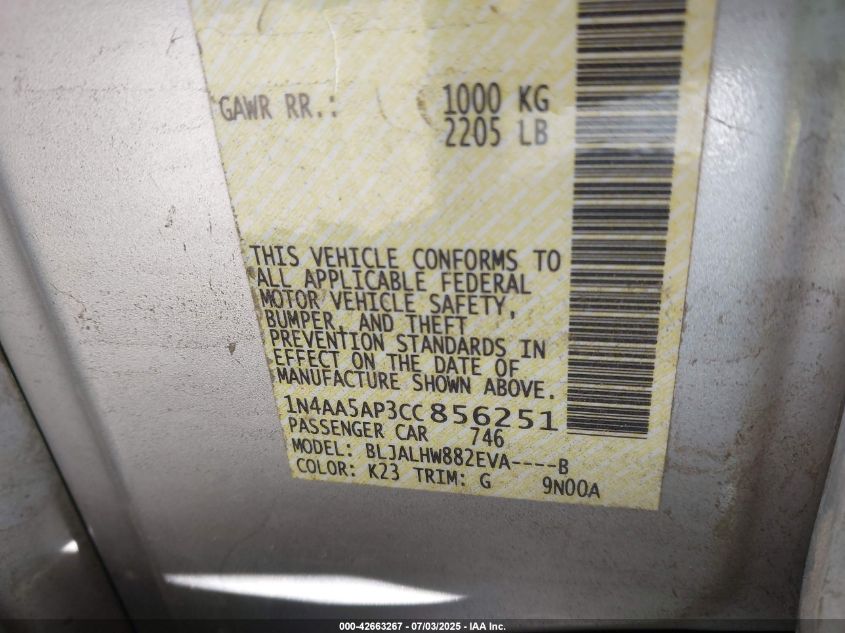 GAWR RR.: 1000 KG
2205 LB
THIS VEHICLE CONFORMS TO
ALL APPLICABLE FEDERAL
MOTOR VEHICLE SAFETY,
BUMPER, AND THEFT
PREVENTION STANDARDS IN
EFFECT ON THE DATE OF
MANUFACTURE SHOWN ABOVE.
1N4AA5AP3CC856251
PASSENGER CAR 746
MODEL: BLJALHW882EVA----B
COLOR: K23 TRIM: G 9N00A
000-42663267 - 07/03/2025 - IAA Inc.